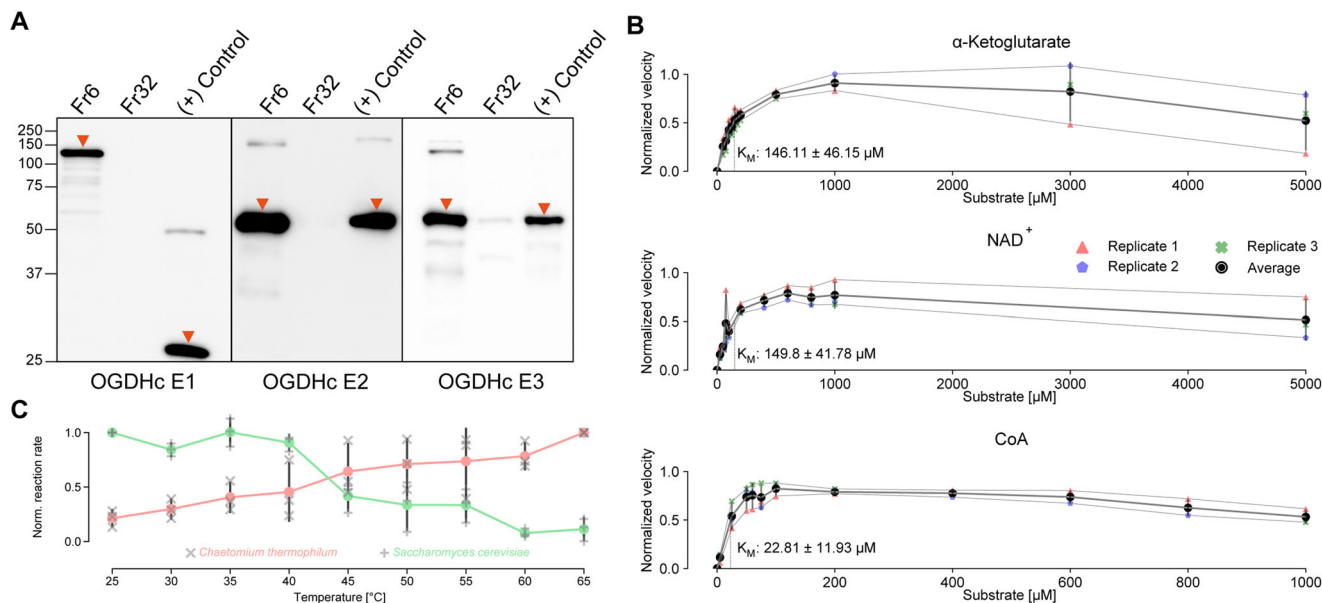 A
Fr6 Fr32 (+) Control Fr6 Fr32 (+) Control Fr6 Fr32 (+) Control
250
150
100
75
50
37
25
OGDHc E1 OGDHc E2 OGDHc E3
B
α-Ketoglutarate
Normalized velocity
1.0
0.5
0.0
K_M: 146.11 ± 46.15 µM
0 1000 2000 3000 4000 5000
Substrate [µM]
NAD⁺
Replicate 1 Replicate 3
Replicate 2 Average
Normalized velocity
1.0
0.5
0.0
K_M: 149.8 ± 41.78 µM
0 1000 2000 3000 4000 5000
Substrate [µM]
CoA
Normalized velocity
1.0
0.5
0.0
K_M: 22.81 ± 11.93 µM
0 200 400 600 800 1000
Substrate [µM]
C
Norm. reaction rate
1.0
0.5
0.0
Chaetomium thermophilum Saccharomyces cerevisiae
25 30 35 40 45 50 55 60 65
Temperature [°C]